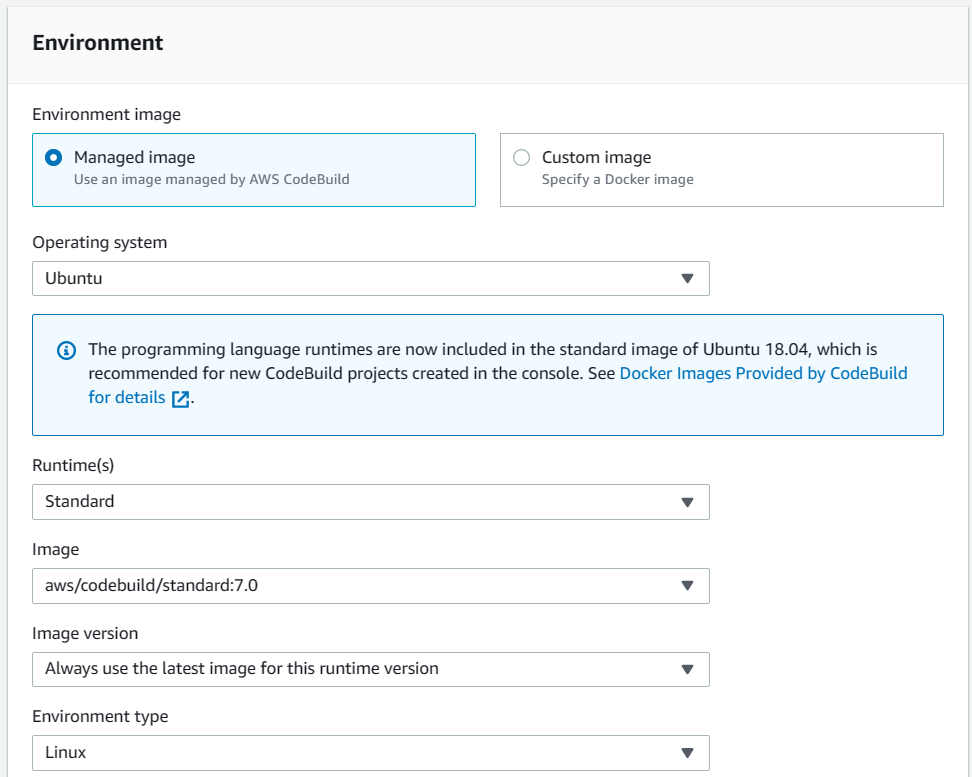 Environment
Environment image
Managed image
Use an image managed by AWS CodeBuild
Custom image
Specify a Docker image
Operating system
Ubuntu
The programming language runtimes are now included in the standard image of Ubuntu 18.04, which is
recommended for new CodeBuild projects created in the console. See Docker Images Provided by CodeBuild
for details .
Runtime(s)
Standard
Image
aws/codebuild/standard:7.0
Image version
Always use the latest image for this runtime version
Environment type
Linux